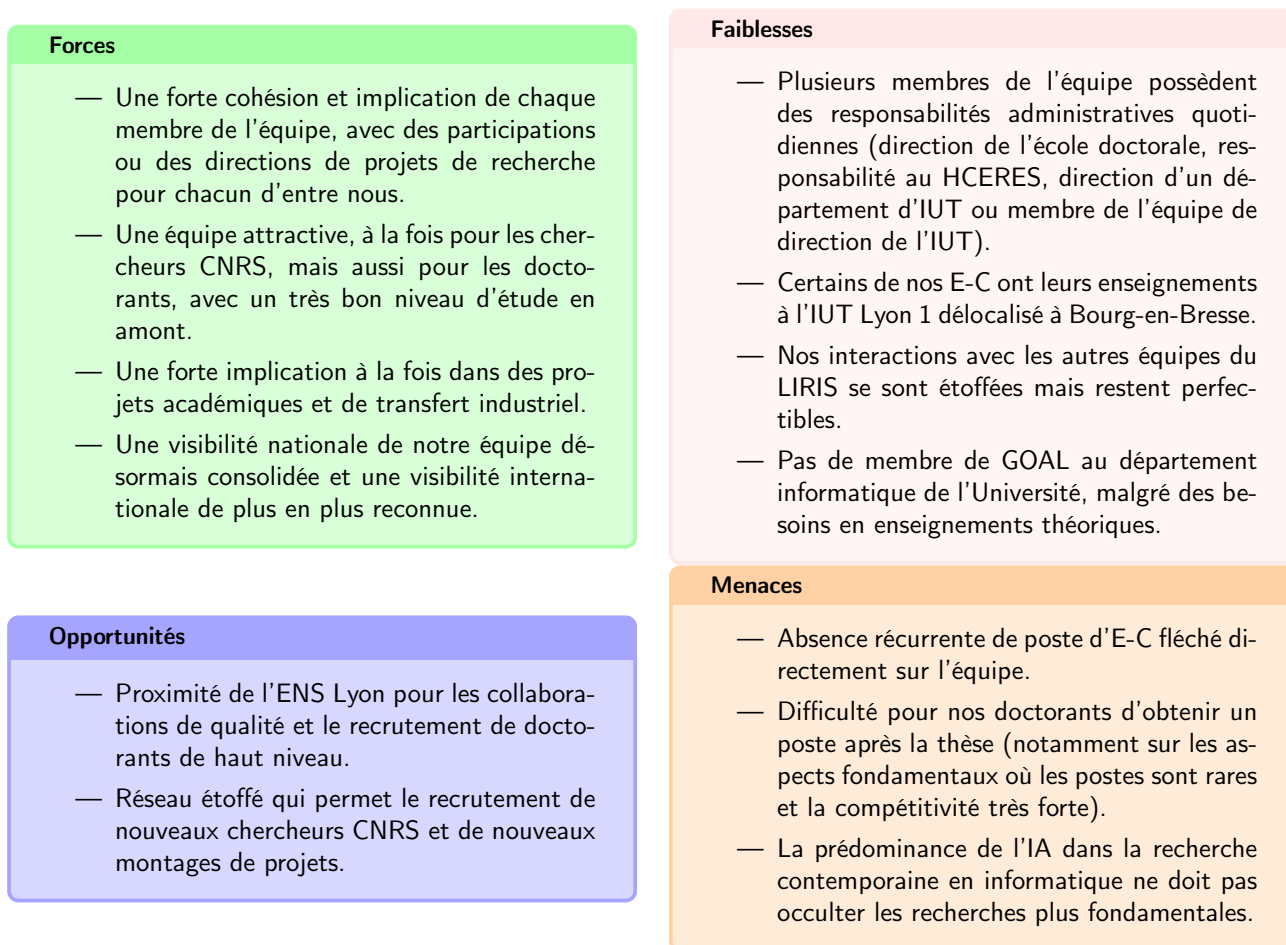 Forces
— Une forte cohésion et implication de chaque
membre de l'équipe, avec des participations
ou des directions de projets de recherche
pour chacun d'entre nous.
— Une équipe attractive, à la fois pour les cher-
cheurs CNRS, mais aussi pour les docto-
rants, avec un très bon niveau d'étude en
amont.
— Une forte implication à la fois dans des pro-
jets académiques et de transfert industriel.
— Une visibilité nationale de notre équipe dé-
sormais consolidée et une visibilité interna-
tionale de plus en plus reconnue.
Faiblesses
— Plusieurs membres de l'équipe possèdent
des responsabilités administratives quoti-
diennes (direction de l'école doctorale, res-
ponsabilité au HCERES, direction d'un dé-
partement d'IUT ou membre de l'équipe de
direction de l'IUT).
— Certains de nos E-C ont leurs enseignements
à l'IUT Lyon 1 délocalisé à Bourg-en-Bresse.
— Nos interactions avec les autres équipes du
LIRIS se sont étoffées mais restent perfec-
tibles.
— Pas de membre de GOAL au département
informatique de l'Université, malgré des be-
soins en enseignements théoriques.
Opportunités
— Proximité de l'ENS Lyon pour les collabora-
tions de qualité et le recrutement de docto-
rants de haut niveau.
— Réseau étoffé qui permet le recrutement de
nouveaux chercheurs CNRS et de nouveaux
montages de projets.
Menaces
— Absence récurrente de poste d'E-C fléché di-
rectement sur l'équipe.
— Difficulté pour nos doctorants d'obtenir un
poste après la thèse (notamment sur les as-
pects fondamentaux où les postes sont rares
et la compétitivité très forte).
— La prédominance de l'IA dans la recherche
contemporaine en informatique ne doit pas
occulter les recherches plus fondamentales.